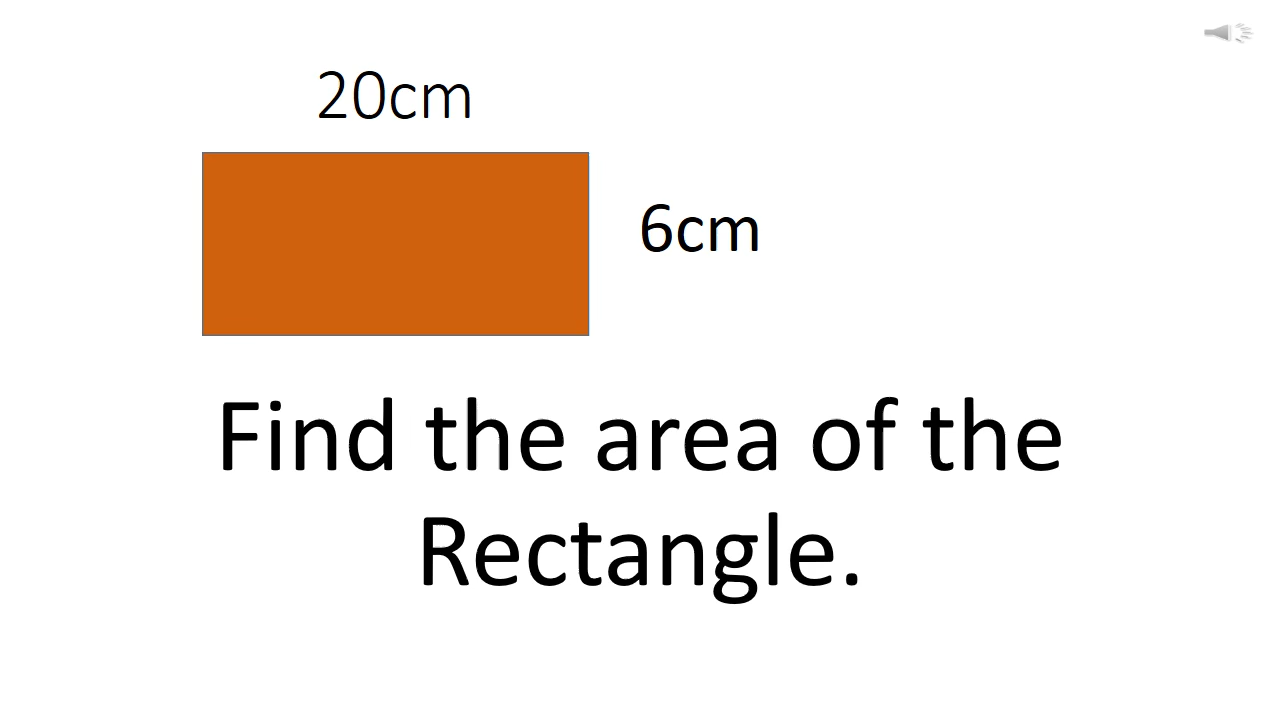 20cm
6cm
Find the area of the
Rectangle.